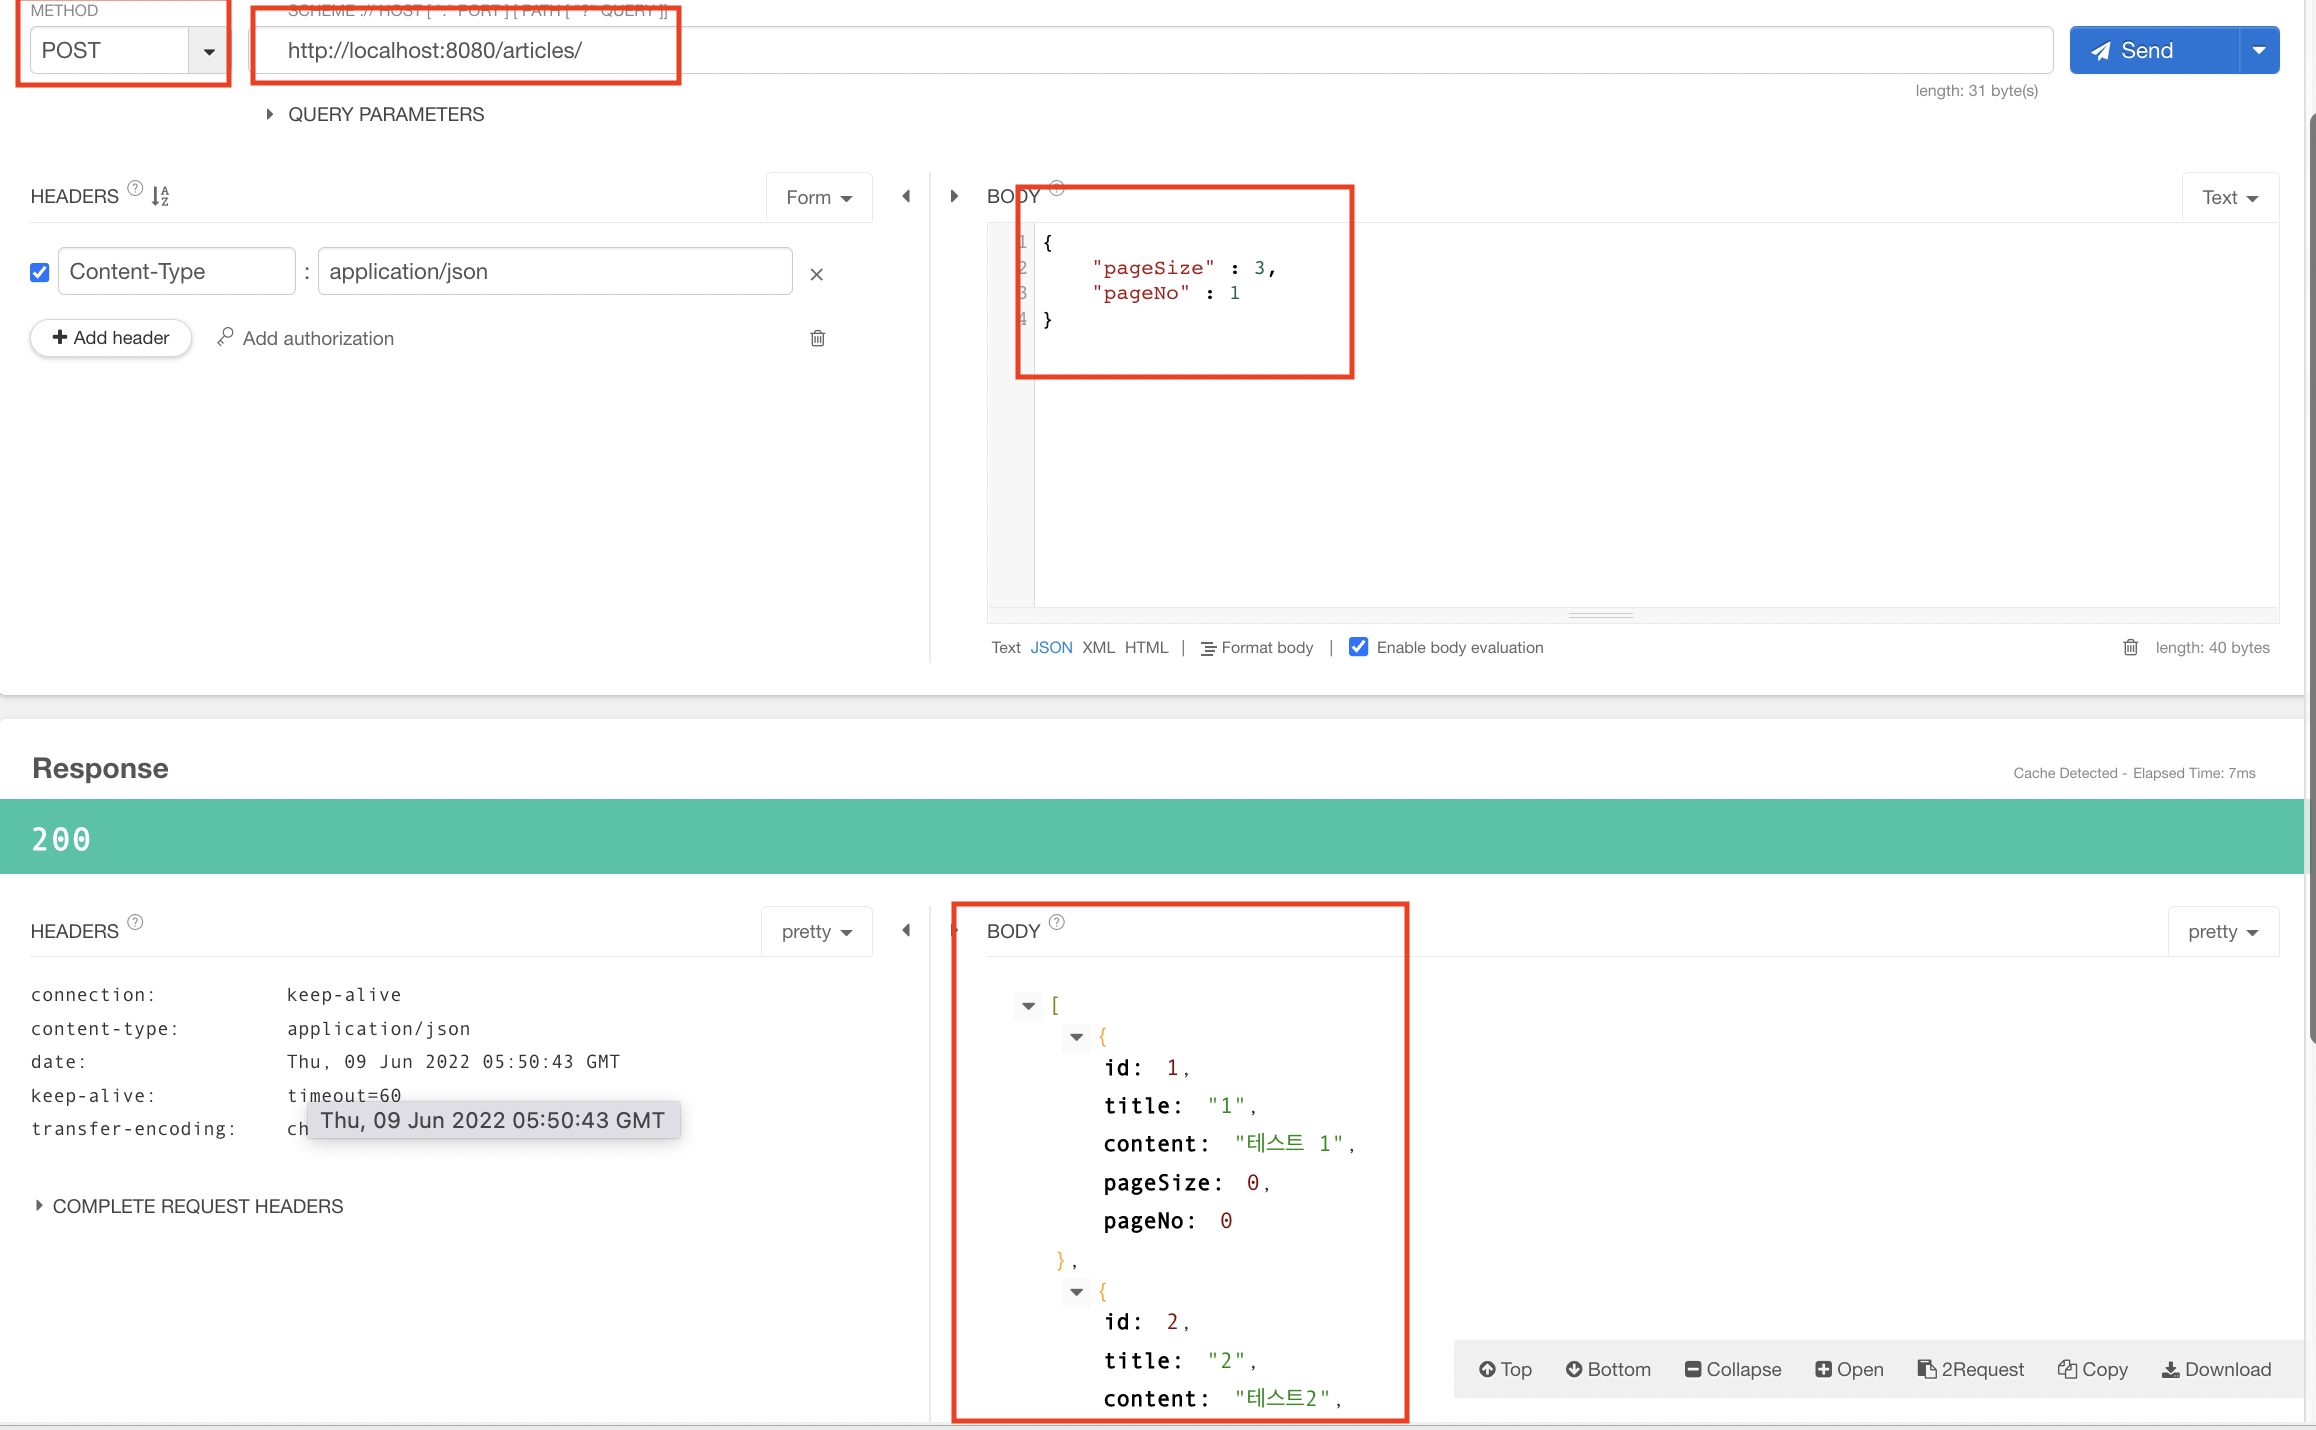 METHOD
SCHEME :// HOST [ ":" PORT ] [ PATH [ "?" QUERY ]]
POST
http://localhost:8080/articles/
Send
length: 31 byte(s)
QUERY PARAMETERS
HEADERS ? Form
BODY ? Text
Content-Type : application/json
Add header
Add authorization
1 {
2 "pageSize" : 3,
3 "pageNo" : 1
4 }
Text JSON XML HTML | Format body | Enable body evaluation
length: 40 bytes
Response
Cache Detected - Elapsed Time: 7ms
200
HEADERS ? pretty
connection: keep-alive
content-type: application/json
date: Thu, 09 Jun 2022 05:50:43 GMT
keep-alive: timeout=60
transfer-encoding: ch
Thu, 09 Jun 2022 05:50:43 GMT
COMPLETE REQUEST HEADERS
BODY ? pretty
[
{
id: 1,
title: "1",
content: "테스트 1",
pageSize: 0,
pageNo: 0
},
{
id: 2,
title: "2",
content: "테스트2",
Top Bottom Collapse Open 2Request Copy Download